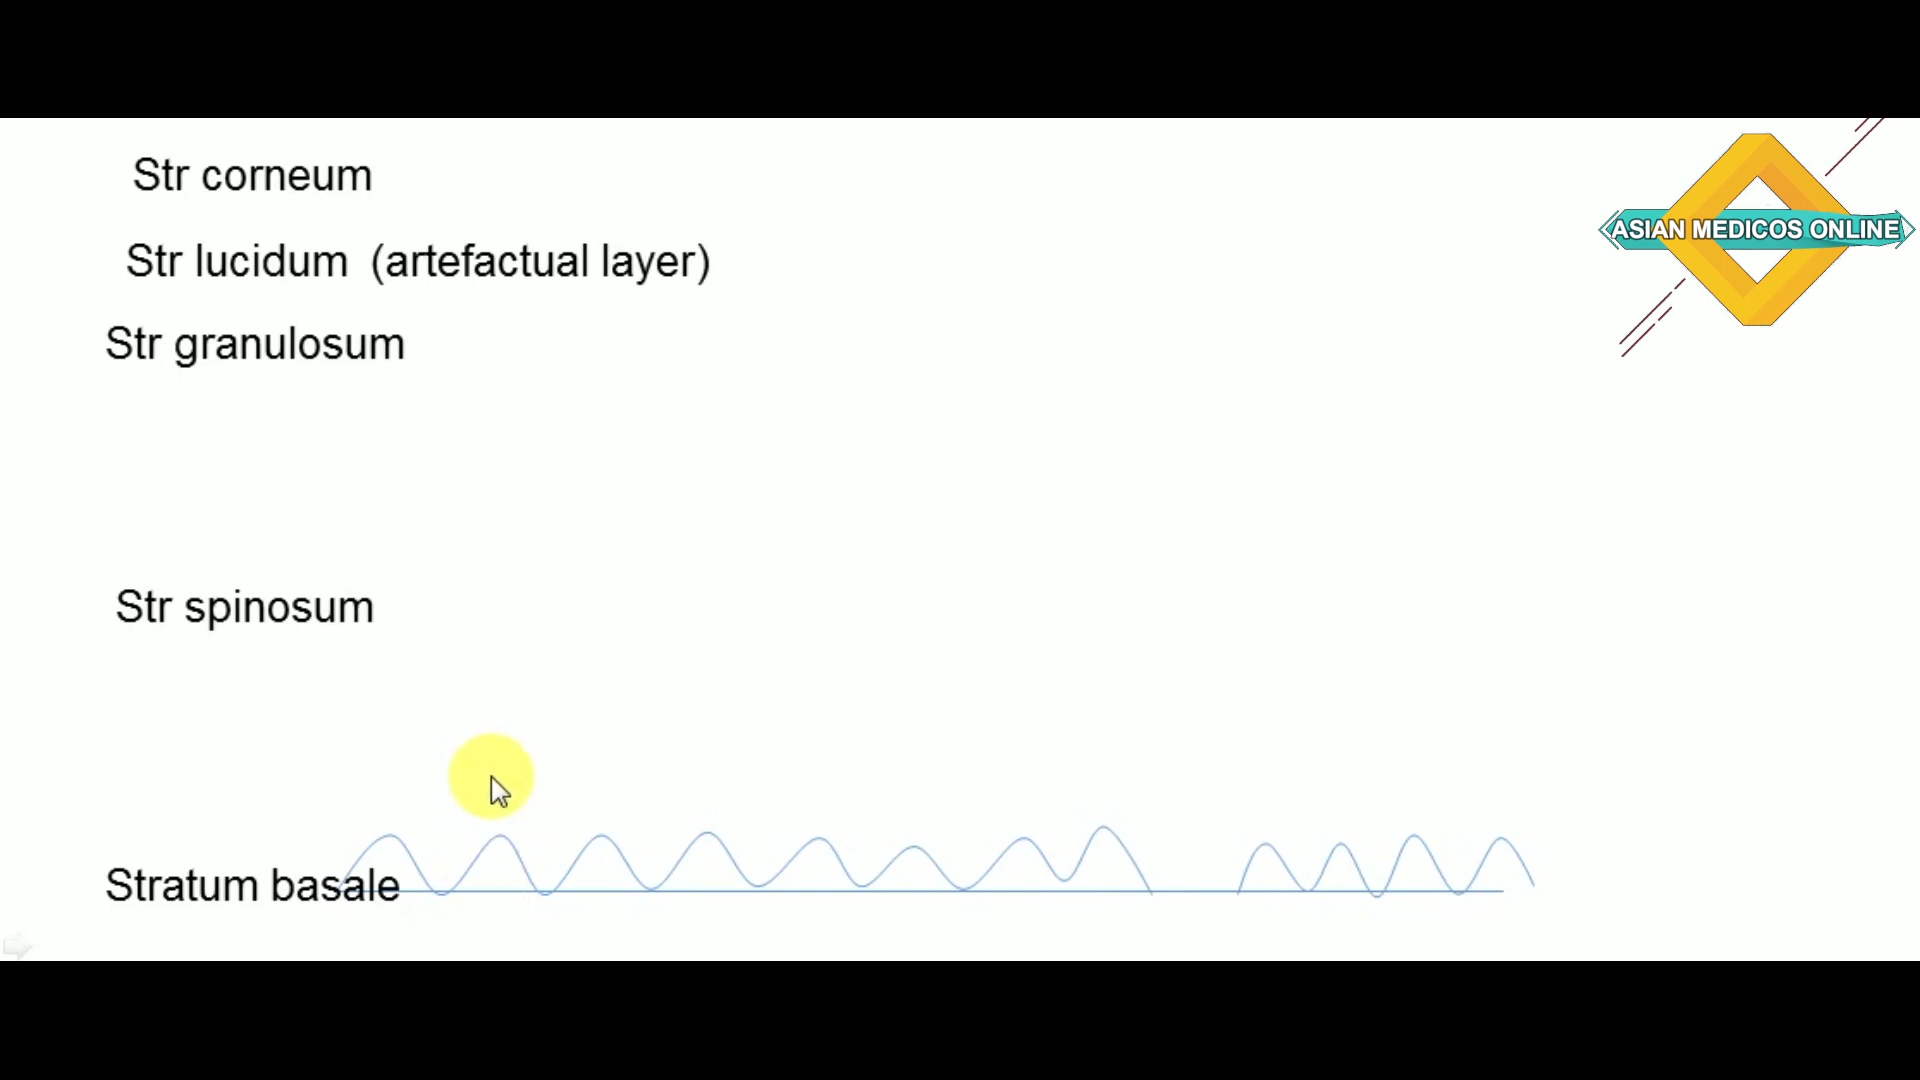 Str corneum
ASIAN MEDICOS ONLINE
Str lucidum (artefactual layer)
Str granulosum
Str spinosum
Stratum basale